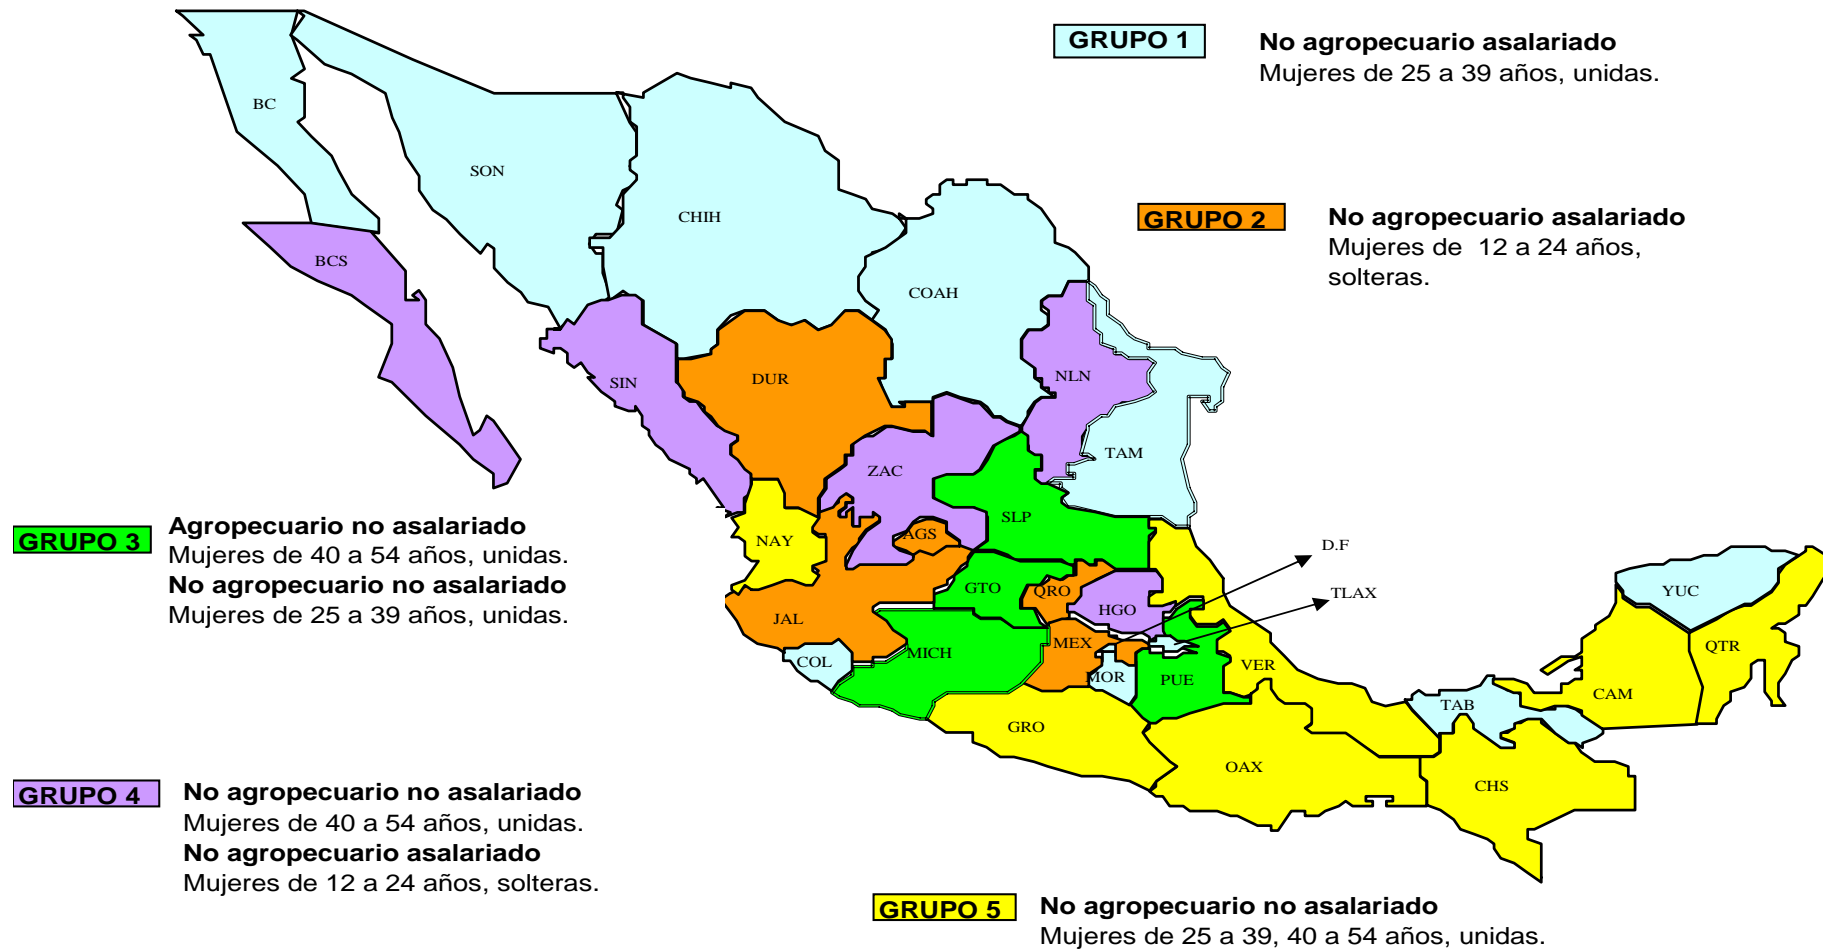 GRUPO 1
No agropecuario asalariado
Mujeres de 25 a 39 años, unidas.
GRUPO 2
No agropecuario asalariado
Mujeres de 12 a 24 años,
solteras.
BC
SON
CHIH
BCS
COAH
SIN
DUR
NLN
TAM
ZAC
SLP
NAY
AGS
D.F
TLAX
GTO
QRO
HGO
YUC
JAL
MEX
COL
MICH
MOR
PUE
VER
QTR
CAM
TAB
GRO
OAX
CHS
GRUPO 3
Agropecuario no asalariado
Mujeres de 40 a 54 años, unidas.
No agropecuario no asalariado
Mujeres de 25 a 39 años, unidas.
GRUPO 4
No agropecuario no asalariado
Mujeres de 40 a 54 años, unidas.
No agropecuario asalariado
Mujeres de 12 a 24 años, solteras.
GRUPO 5
No agropecuario no asalariado
Mujeres de 25 a 39, 40 a 54 años, unidas.